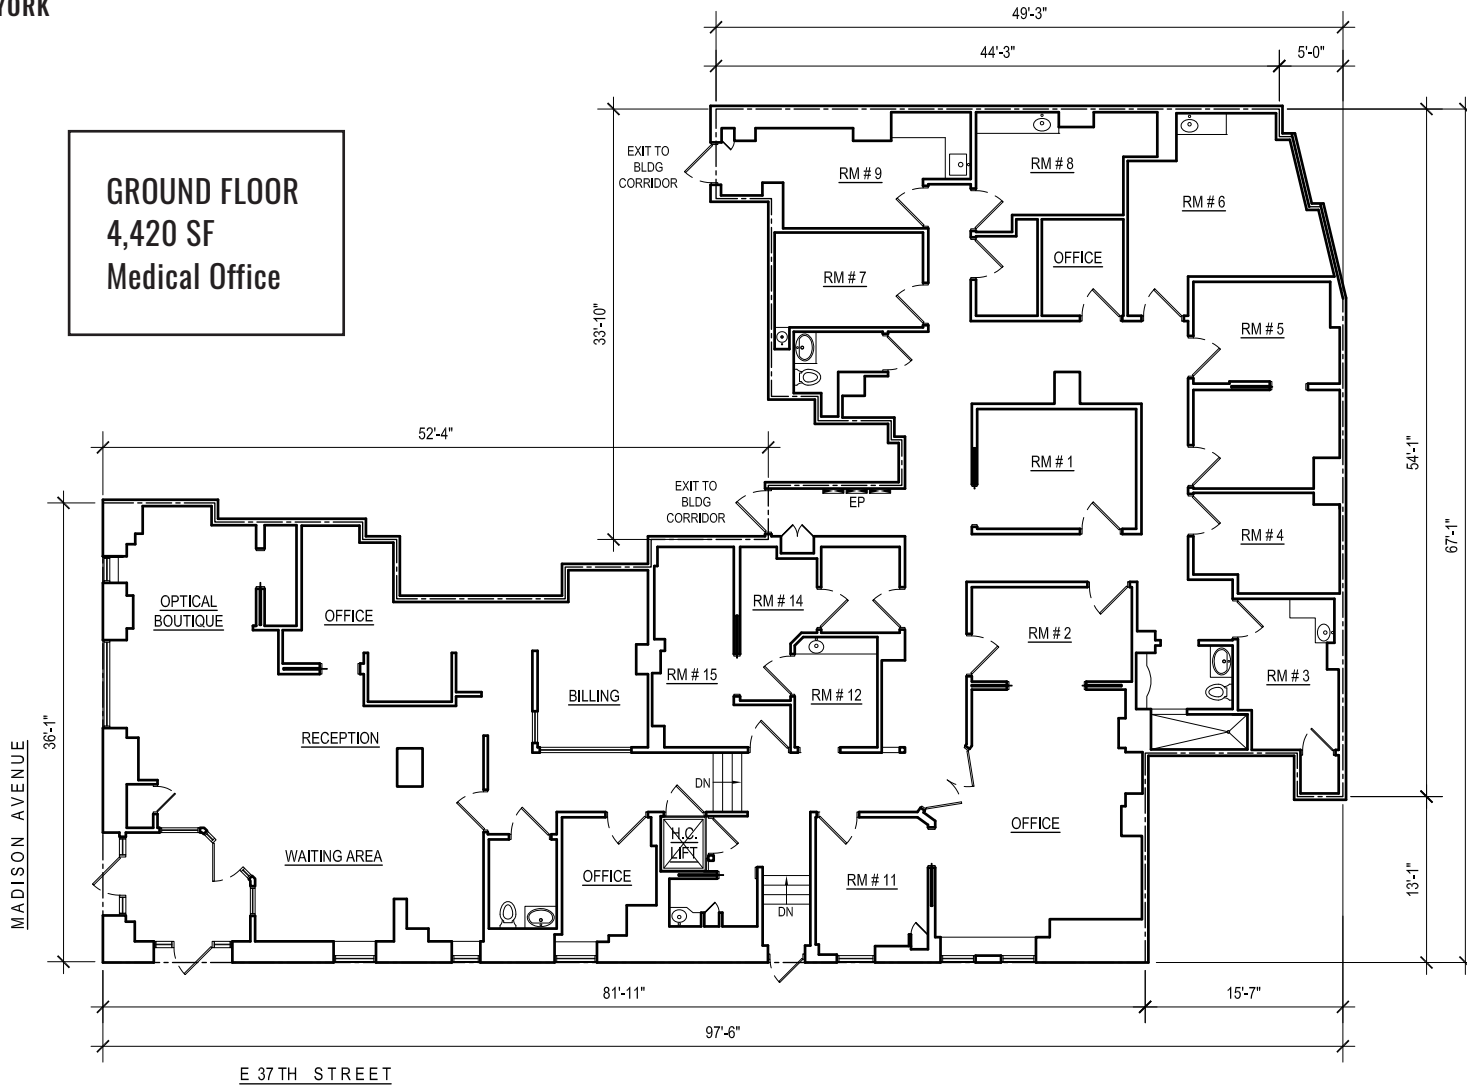 YORK
GROUND FLOOR
4,420 SF
Medical Office
49'-3"
44'-3"
5'-0"
EXIT TO
BLDG
CORRIDOR
RM # 9
RM # 8
RM # 6
OFFICE
RM # 7
RM # 5
33'-10"
52'-4"
RM # 1
54'-1"
EXIT TO
BLDG
CORRIDOR
EP
RM # 4
67'-1"
OPTICAL
BOUTIQUE
OFFICE
RM # 14
RM # 2
RM # 15
RM # 12
RM # 3
BILLING
36'-1"
RECEPTION
MADISON AVENUE
DN
OFFICE
H.C.
LIFT
WAITING AREA
OFFICE
RM # 11
DN
13'-1"
81'-11"
15'-7"
97'-6"
E 37 TH STREET